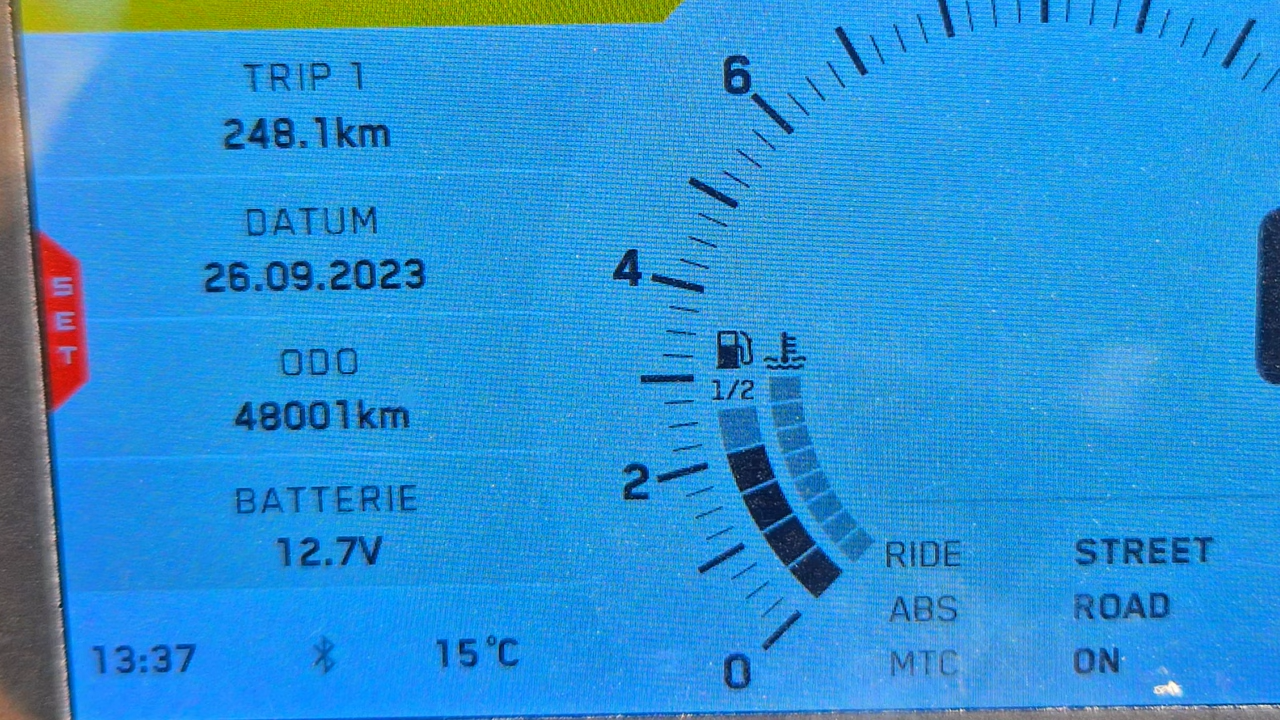 TRIP 1
248.1km
DATUM
26.09.2023
ODO
48001km
BATTERIE
12.7V
13:37
15°C
SET
6
4
2
0
1/2
RIDE STREET
ABS ROAD
MTC ON